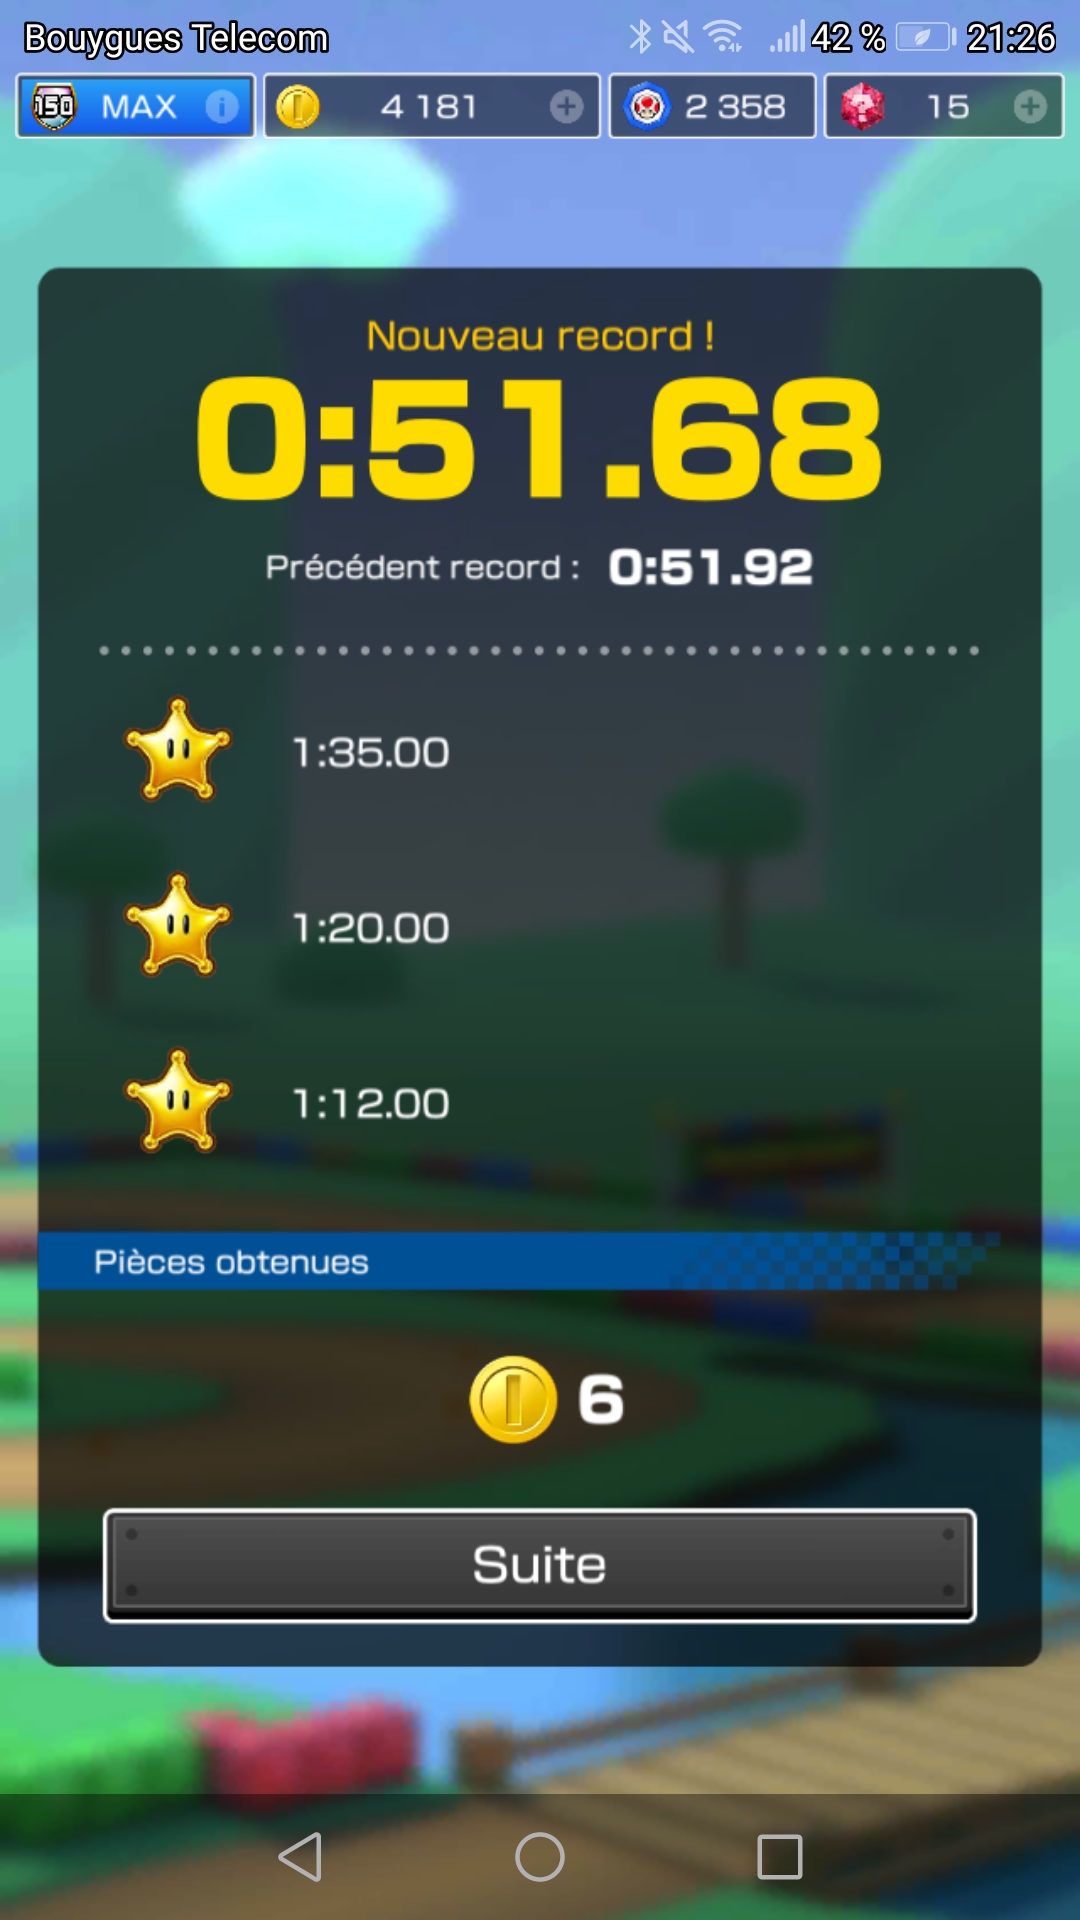 Bouygues Telecom 42 % 21:26
150 MAX i 4 181 2 358 15
Nouveau record !
0:51.68
Précédent record : 0:51.92
1:35.00
1:20.00
1:12.00
Pièces obtenues
6
Suite